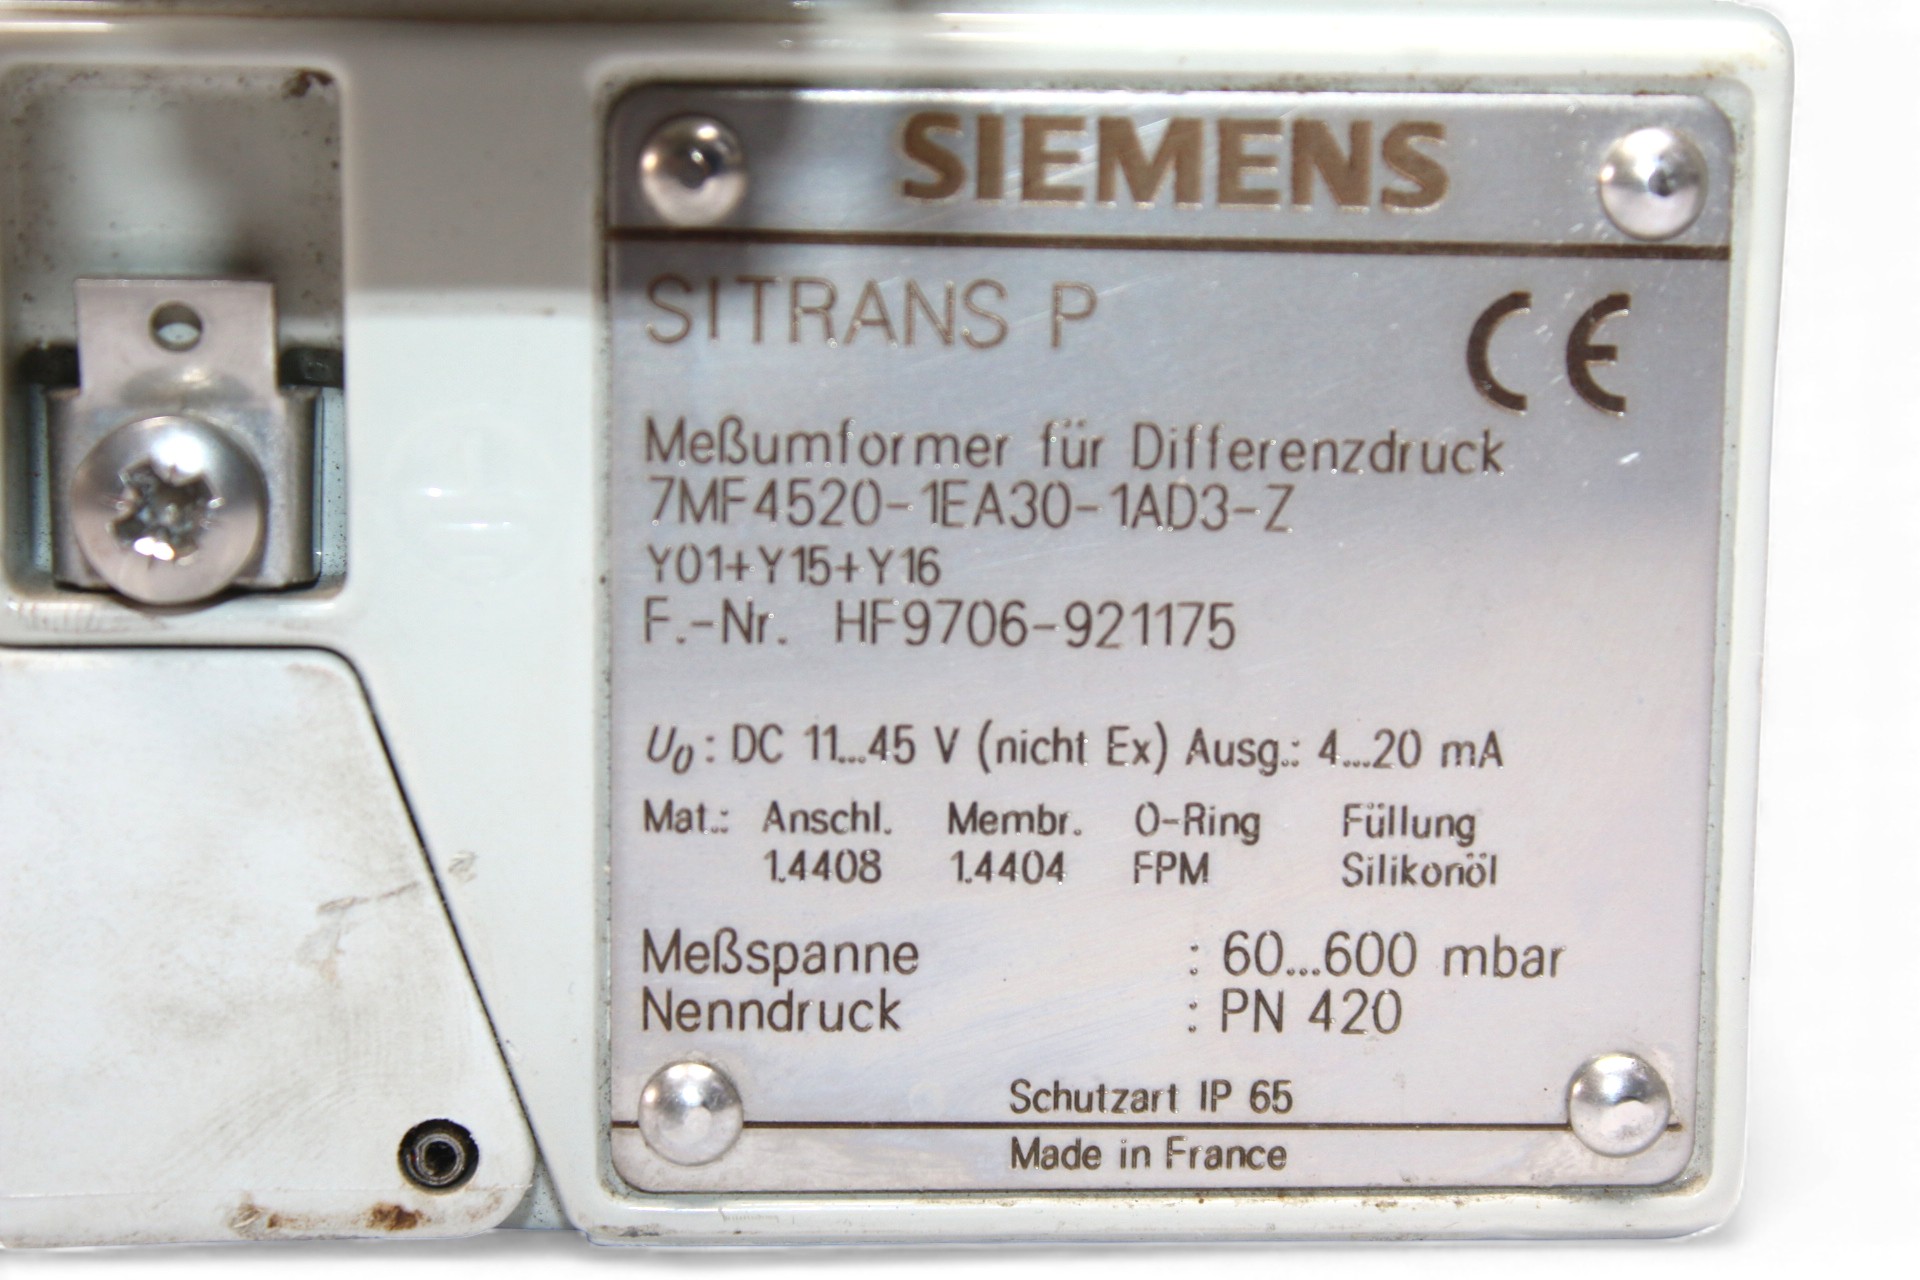 SIEMENS
SITRANS P
CE
Meßumformer für Differenzdruck
7MF4520-1EA30-1AD3-Z
Y01+Y15+Y16
F.-Nr. HF9706-921175
U₀: DC 11...45 V (nicht Ex) Ausg.: 4...20 mA
Mat.: Anschl. Membr. O-Ring Füllung
1.4408 1.4404 FPM Silikonöl
Meßspanne : 60...600 mbar
Nenndruck : PN 420
Schutzart IP 65
Made in France